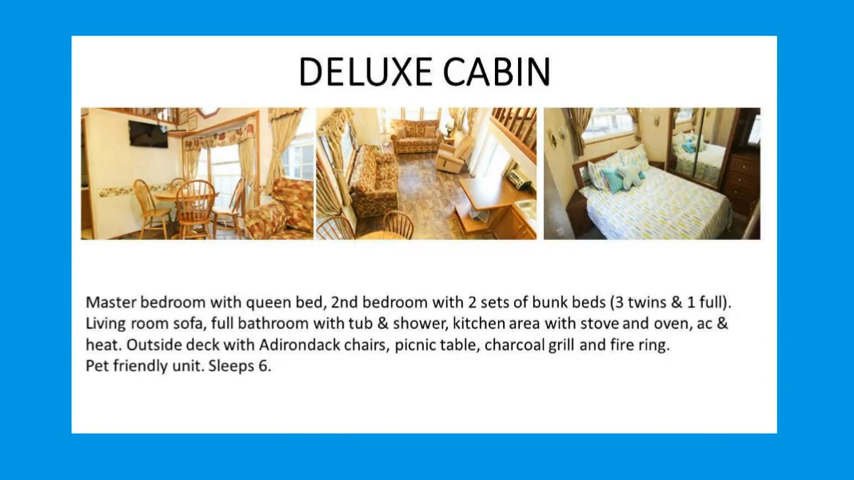 DELUXE CABIN
Master bedroom with queen bed, 2nd bedroom with 2 sets of bunk beds (3 twins & 1 full).
Living room sofa, full bathroom with tub & shower, kitchen area with stove and oven, ac &
heat. Outside deck with Adirondack chairs, picnic table, charcoal grill and fire ring.
Pet friendly unit. Sleeps 6.